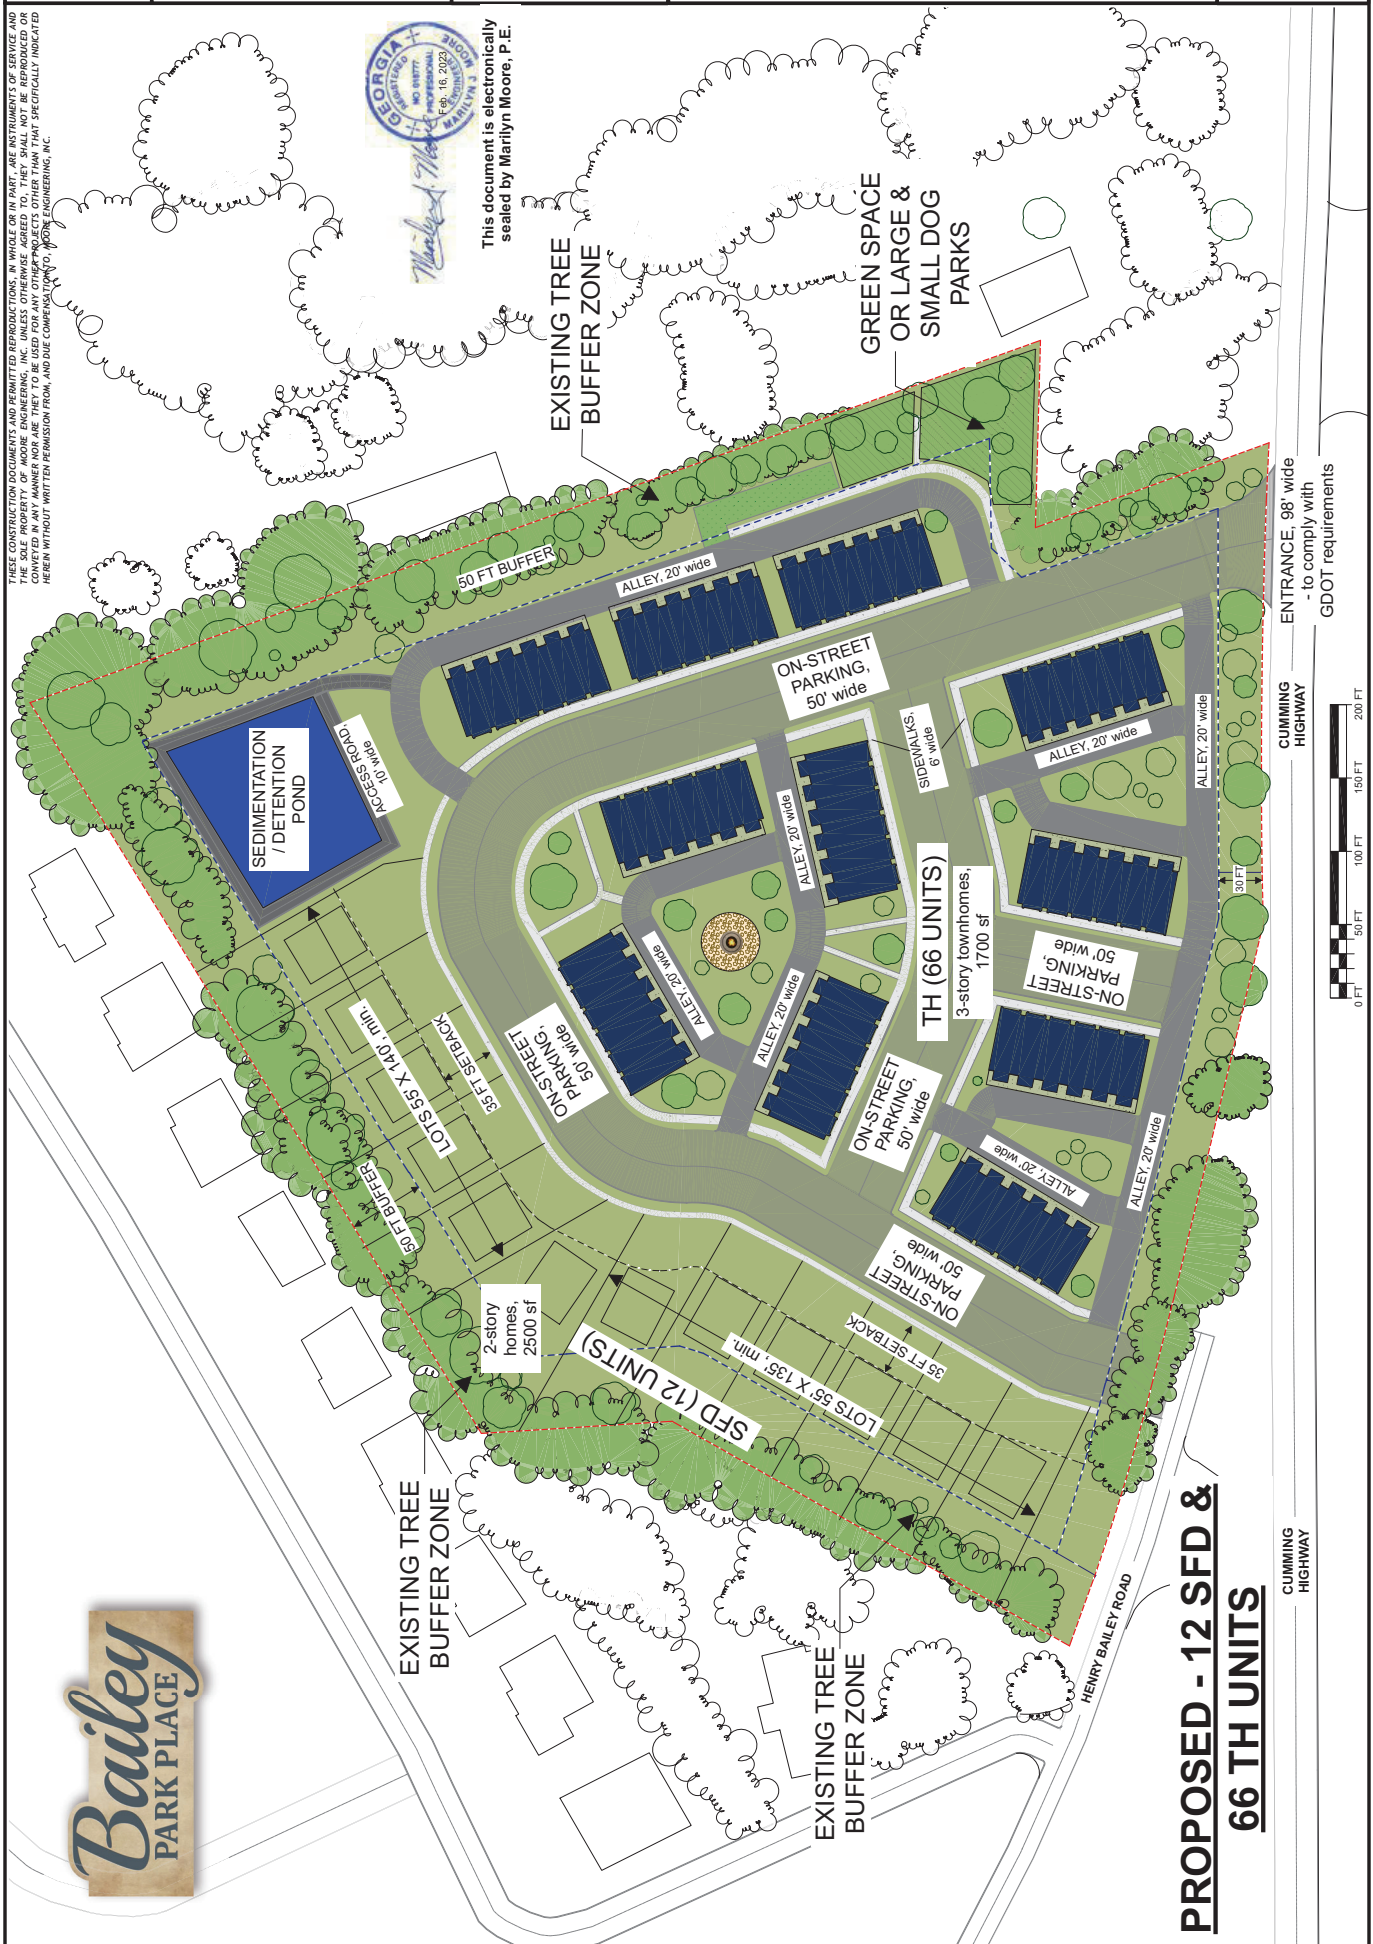 THESE CONSTRUCTION DOCUMENTS AND PERMITTED REPRODUCTIONS, IN WHOLE OR IN PART, ARE INSTRUMENTS OF SERVICE AND
THE SOLE PROPERTY OF MOORE ENGINEERING, INC. UNLESS OTHERWISE AGREED TO, THEY SHALL NOT BE REPRODUCED OR
CONVEYED IN ANY MANNER NOR ARE THEY TO BE USED FOR ANY OTHER PROJECTS OTHER THAN THAT SPECIFICALLY INDICATED
HEREIN WITHOUT WRITTEN PERMISSION FROM, AND DUE COMPENSATION TO, MOORE ENGINEERING, INC.
GEORGIA
REGISTERED
NO 018777
PROFESSIONAL
Feb. 16, 2023
ENGINEER
MARILYN J MOORE
This document is electronically
sealed by Marilyn Moore, P.E.
Bailey
PARK PLACE
EXISTING TREE
BUFFER ZONE
GREEN SPACE
OR LARGE &
SMALL DOG
PARKS
50 FT BUFFER
ALLEY, 20' wide
SEDIMENTATION
/ DETENTION
POND
ACCESS ROAD,
10' wide
ON-STREET
PARKING,
50' wide
SIDEWALKS,
6' wide
ALLEY, 20' wide
ALLEY, 20' wide
ALLEY, 20' wide
ALLEY, 20' wide
ALLEY, 20' wide
TH (66 UNITS)
3-story townhomes,
1700 sf
ON-STREET
PARKING,
50' wide
ON-STREET
PARKING,
50' wide
ON-STREET
PARKING,
50' wide
ON-STREET
PARKING,
50' wide
ALLEY, 20' wide
ALLEY, 20' wide
LOTS 55' X 140', min.
35 FT SETBACK
50 FT BUFFER
2-story
homes,
2500 sf
SFD (12 UNITS)
LOTS 55' X 135', min.
35 FT SETBACK
EXISTING TREE
BUFFER ZONE
EXISTING TREE
BUFFER ZONE
30 FT
ENTRANCE, 98' wide
- to comply with
GDOT requirements
CUMMING
HIGHWAY
CUMMING
HIGHWAY
HENRY BAILEY ROAD
0 FT
50 FT
100 FT
150 FT
200 FT
PROPOSED - 12 SFD &
66 TH UNITS